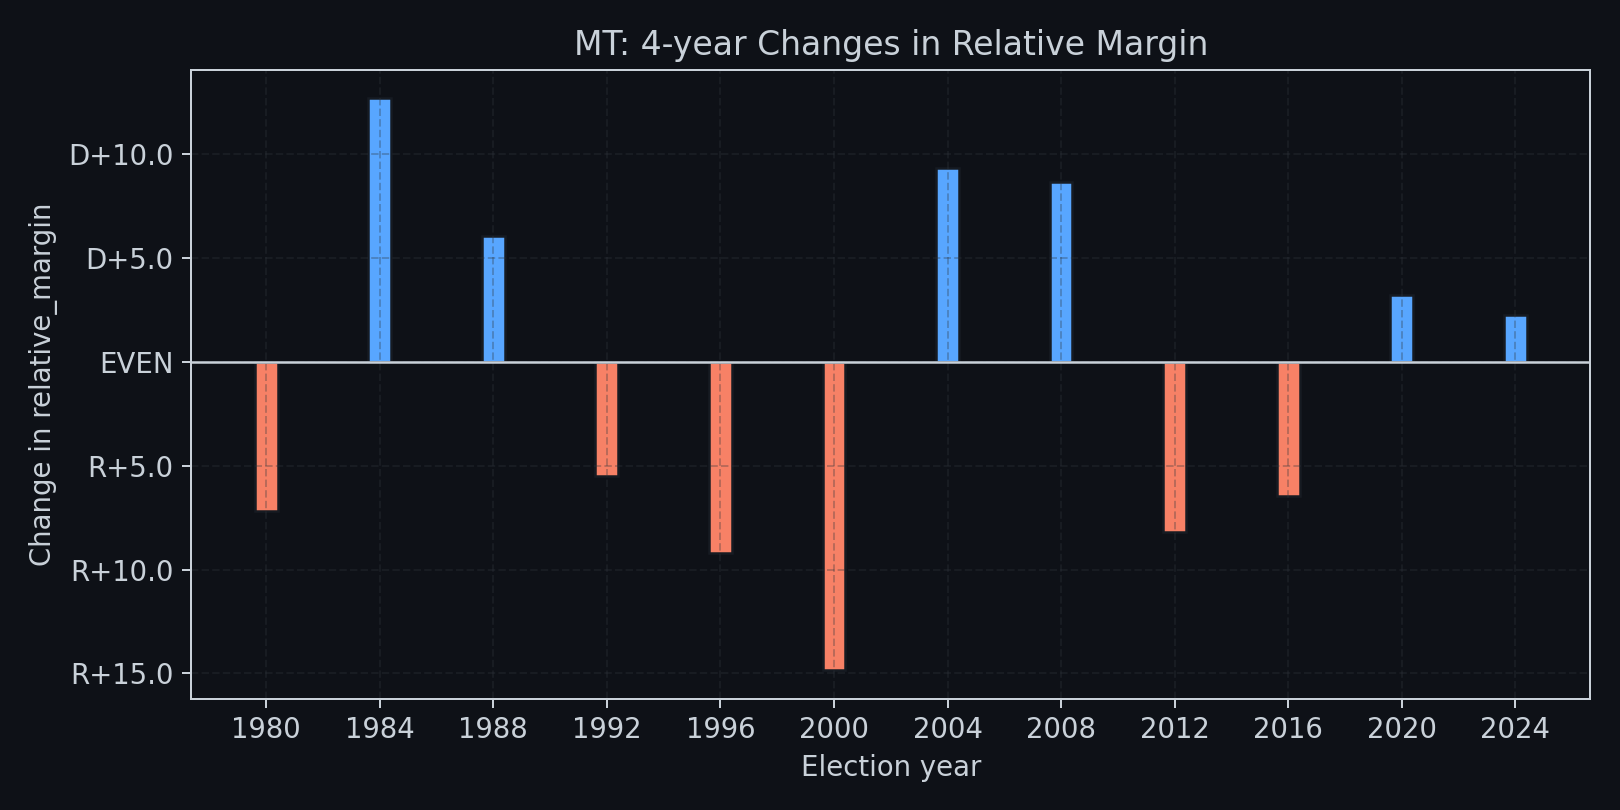 MT: 4-year Changes in Relative Margin
Change in relative_margin
D+10.0
D+5.0
EVEN
R+5.0
R+10.0
R+15.0
1980 1984 1988 1992 1996 2000 2004 2008 2012 2016 2020 2024
Election year